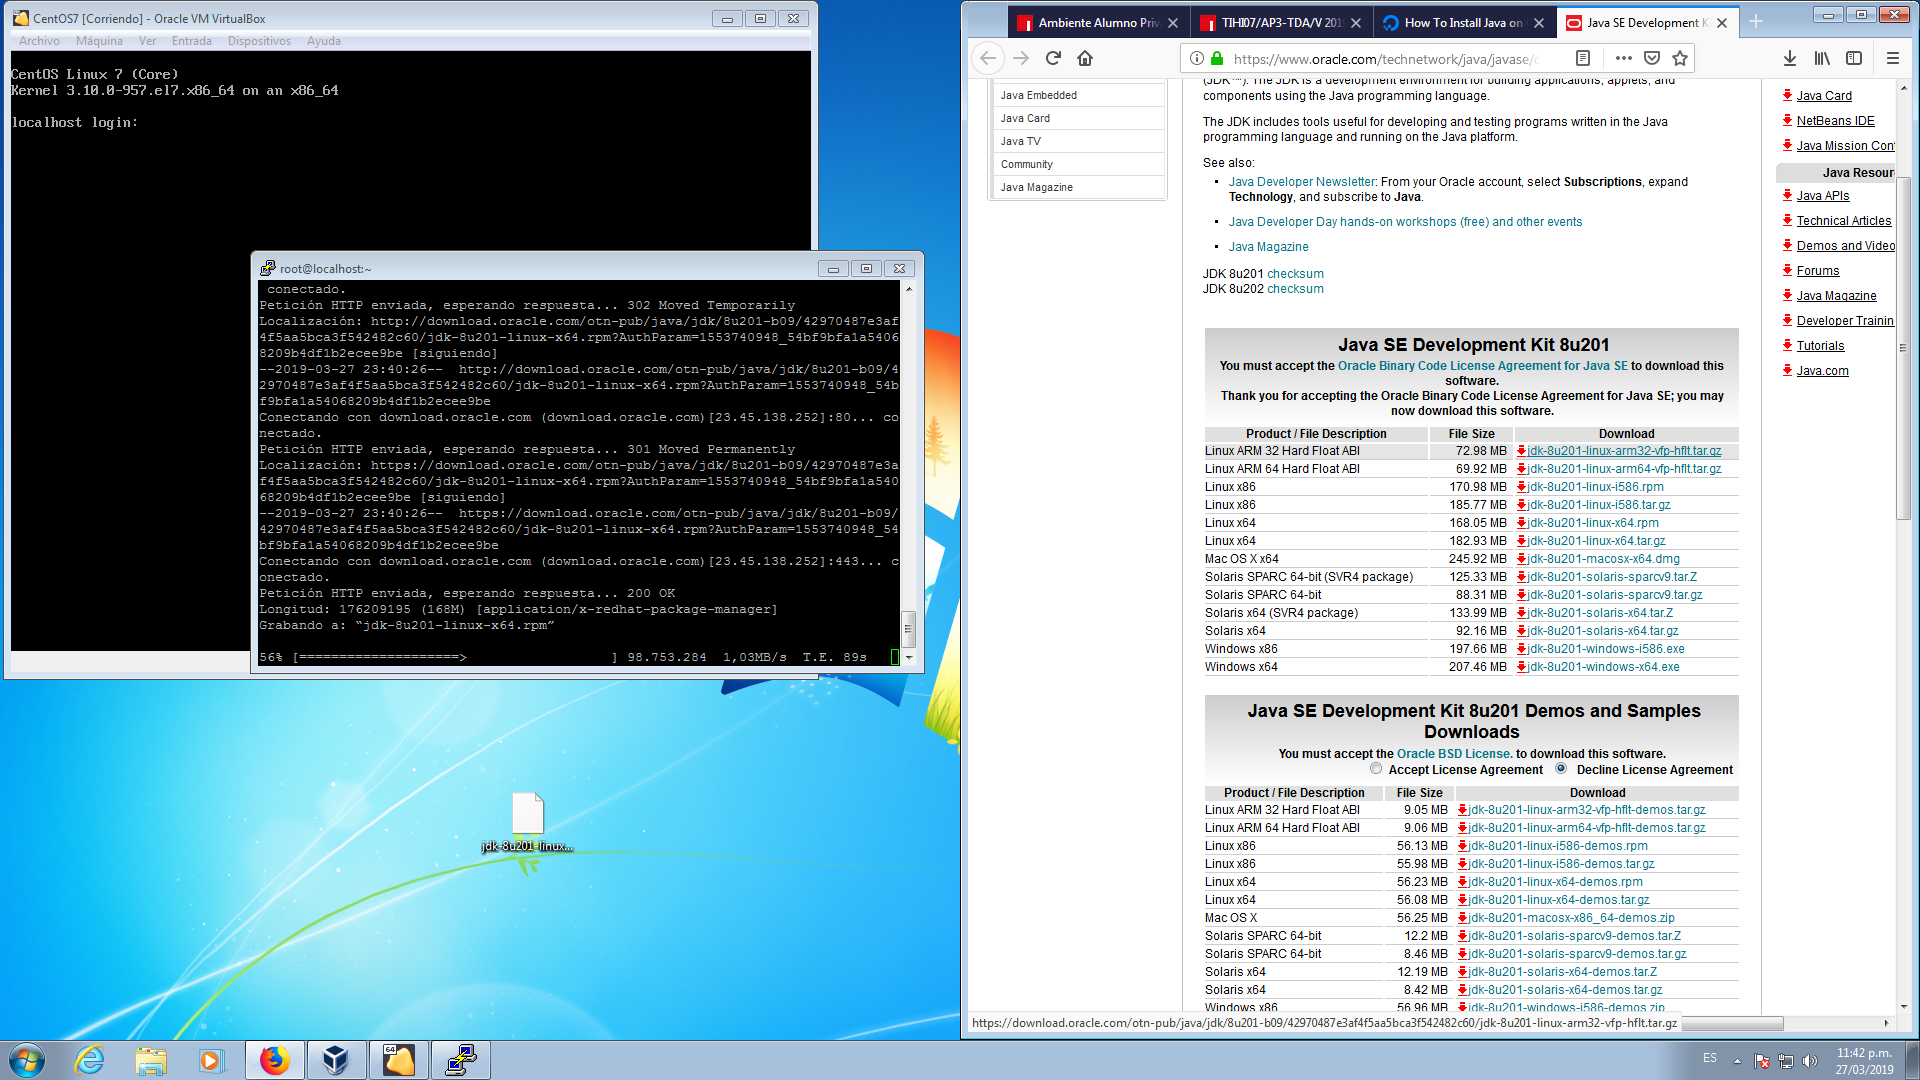 CentOS7 [Corriendo] - Oracle VM VirtualBox
Archivo Máquina Ver Entrada Dispositivos Ayuda
CentOS Linux 7 (Core)
Kernel 3.10.0-957.el7.x86_64 on an x86_64
localhost login:
root@localhost:~
conectado.
Petición HTTP enviada, esperando respuesta... 302 Moved Temporarily
Localización: http://download.oracle.com/otn-pub/java/jdk/8u201-b09/42970487e3af
4f5aa5bca3f542482c60/jdk-8u201-linux-x64.rpm?AuthParam=1553740948_54bf9bfa1a5406
8209b4df1b2ecee9be [siguiendo]
--2019-03-27 23:40:26--  http://download.oracle.com/otn-pub/java/jdk/8u201-b09/4
2970487e3af4f5aa5bca3f542482c60/jdk-8u201-linux-x64.rpm?AuthParam=1553740948_54b
f9bfa1a54068209b4df1b2ecee9be
Conectando con download.oracle.com (download.oracle.com)[23.45.138.252]:80... co
nectado.
Petición HTTP enviada, esperando respuesta... 301 Moved Permanently
Localización: https://download.oracle.com/otn-pub/java/jdk/8u201-b09/42970487e3a
f4f5aa5bca3f542482c60/jdk-8u201-linux-x64.rpm?AuthParam=1553740948_54bf9bfa1a540
68209b4df1b2ecee9be [siguiendo]
--2019-03-27 23:40:26--  https://download.oracle.com/otn-pub/java/jdk/8u201-b09/
42970487e3af4f5aa5bca3f542482c60/jdk-8u201-linux-x64.rpm?AuthParam=1553740948_54
bf9bfa1a54068209b4df1b2ecee9be
Conectando con download.oracle.com (download.oracle.com)[23.45.138.252]:443... c
onectado.
Petición HTTP enviada, esperando respuesta... 200 OK
Longitud: 176209195 (168M) [application/x-redhat-package-manager]
Grabando a: “jdk-8u201-linux-x64.rpm”
56% [====================>                  ] 98.753.284  1,03MB/s  T.E. 89s
jdk-8u201-linux...
Ambiente Alumno Priv
TIHI07/AP3-TDA/V 201
How To Install Java on
Java SE Development K
https://www.oracle.com/technetwork/java/javase/d
Java Embedded
Java Card
Java TV
Community
Java Magazine
(JDK™). The JDK is a development environment for building applications, applets, and
components using the Java programming language.
The JDK includes tools useful for developing and testing programs written in the Java
programming language and running on the Java platform.
See also:
Java Developer Newsletter: From your Oracle account, select Subscriptions, expand
Technology, and subscribe to Java.
Java Developer Day hands-on workshops (free) and other events
Java Magazine
JDK 8u201 checksum
JDK 8u202 checksum
Java SE Development Kit 8u201
You must accept the Oracle Binary Code License Agreement for Java SE to download this
software.
Thank you for accepting the Oracle Binary Code License Agreement for Java SE; you may
now download this software.
Product / File Description File Size Download
Linux ARM 32 Hard Float ABI 72.98 MB jdk-8u201-linux-arm32-vfp-hflt.tar.gz
Linux ARM 64 Hard Float ABI 69.92 MB jdk-8u201-linux-arm64-vfp-hflt.tar.gz
Linux x86 170.98 MB jdk-8u201-linux-i586.rpm
Linux x86 185.77 MB jdk-8u201-linux-i586.tar.gz
Linux x64 168.05 MB jdk-8u201-linux-x64.rpm
Linux x64 182.93 MB jdk-8u201-linux-x64.tar.gz
Mac OS X x64 245.92 MB jdk-8u201-macosx-x64.dmg
Solaris SPARC 64-bit (SVR4 package) 125.33 MB jdk-8u201-solaris-sparcv9.tar.Z
Solaris SPARC 64-bit 88.31 MB jdk-8u201-solaris-sparcv9.tar.gz
Solaris x64 (SVR4 package) 133.99 MB jdk-8u201-solaris-x64.tar.Z
Solaris x64 92.16 MB jdk-8u201-solaris-x64.tar.gz
Windows x86 197.66 MB jdk-8u201-windows-i586.exe
Windows x64 207.46 MB jdk-8u201-windows-x64.exe
Java SE Development Kit 8u201 Demos and Samples
Downloads
You must accept the Oracle BSD License. to download this software.
Accept License Agreement Decline License Agreement
Product / File Description File Size Download
Linux ARM 32 Hard Float ABI 9.05 MB jdk-8u201-linux-arm32-vfp-hflt-demos.tar.gz
Linux ARM 64 Hard Float ABI 9.06 MB jdk-8u201-linux-arm64-vfp-hflt-demos.tar.gz
Linux x86 56.13 MB jdk-8u201-linux-i586-demos.rpm
Linux x86 55.98 MB jdk-8u201-linux-i586-demos.tar.gz
Linux x64 56.23 MB jdk-8u201-linux-x64-demos.rpm
Linux x64 56.08 MB jdk-8u201-linux-x64-demos.tar.gz
Mac OS X 56.25 MB jdk-8u201-macosx-x86_64-demos.zip
Solaris SPARC 64-bit 12.2 MB jdk-8u201-solaris-sparcv9-demos.tar.Z
Solaris SPARC 64-bit 8.46 MB jdk-8u201-solaris-sparcv9-demos.tar.gz
Solaris x64 12.19 MB jdk-8u201-solaris-x64-demos.tar.Z
Solaris x64 8.42 MB jdk-8u201-solaris-x64-demos.tar.gz
Windows x86 56.96 MB jdk-8u201-windows-i586-demos.zip
Java Card
NetBeans IDE
Java Mission Con
Java Resour
Java APIs
Technical Articles
Demos and Video
Forums
Java Magazine
Developer Trainin
Tutorials
Java.com
https://download.oracle.com/otn-pub/java/jdk/8u201-b09/42970487e3af4f5aa5bca3f542482c60/jdk-8u201-linux-arm32-vfp-hflt.tar.gz
64
ES
11:42 p.m.
27/03/2019